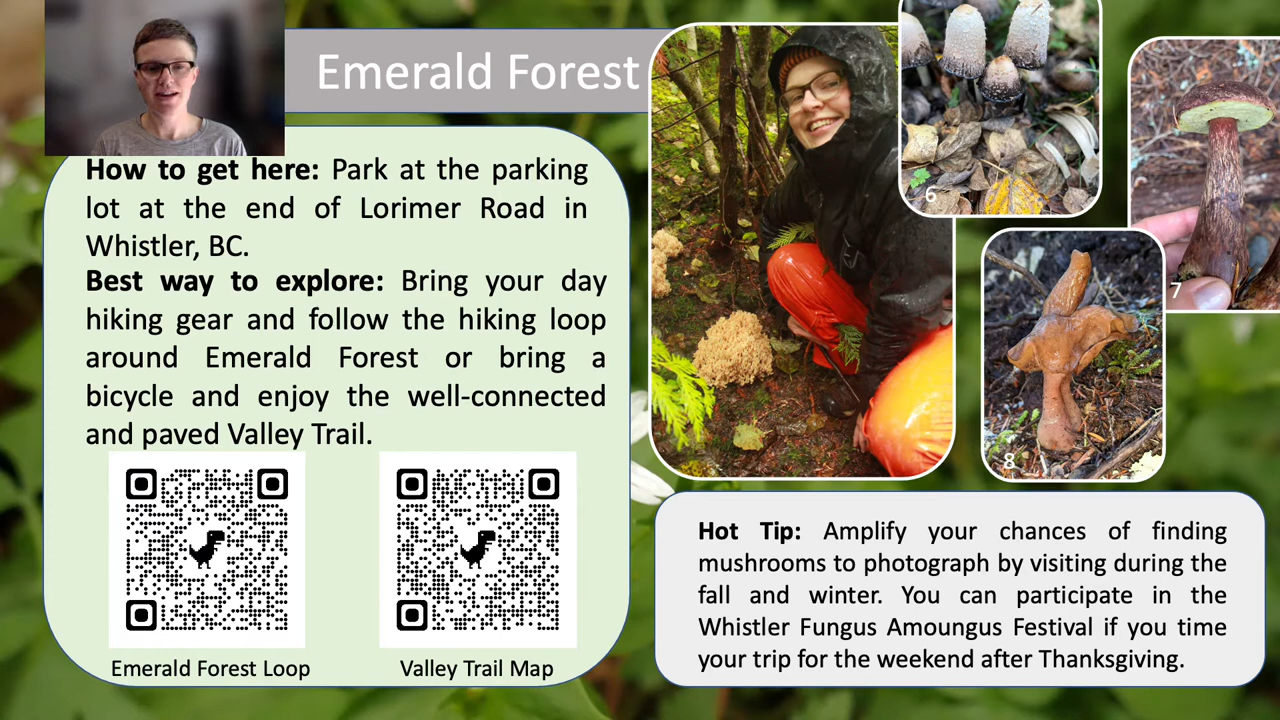 Emerald Forest
How to get here: Park at the parking
lot at the end of Lorimer Road in
Whistler, BC.
Best way to explore: Bring your day
hiking gear and follow the hiking loop
around Emerald Forest or bring a
bicycle and enjoy the well-connected
and paved Valley Trail.
Emerald Forest Loop
Valley Trail Map
6
7
8
Hot Tip: Amplify your chances of finding
mushrooms to photograph by visiting during the
fall and winter. You can participate in the
Whistler Fungus Amoungus Festival if you time
your trip for the weekend after Thanksgiving.